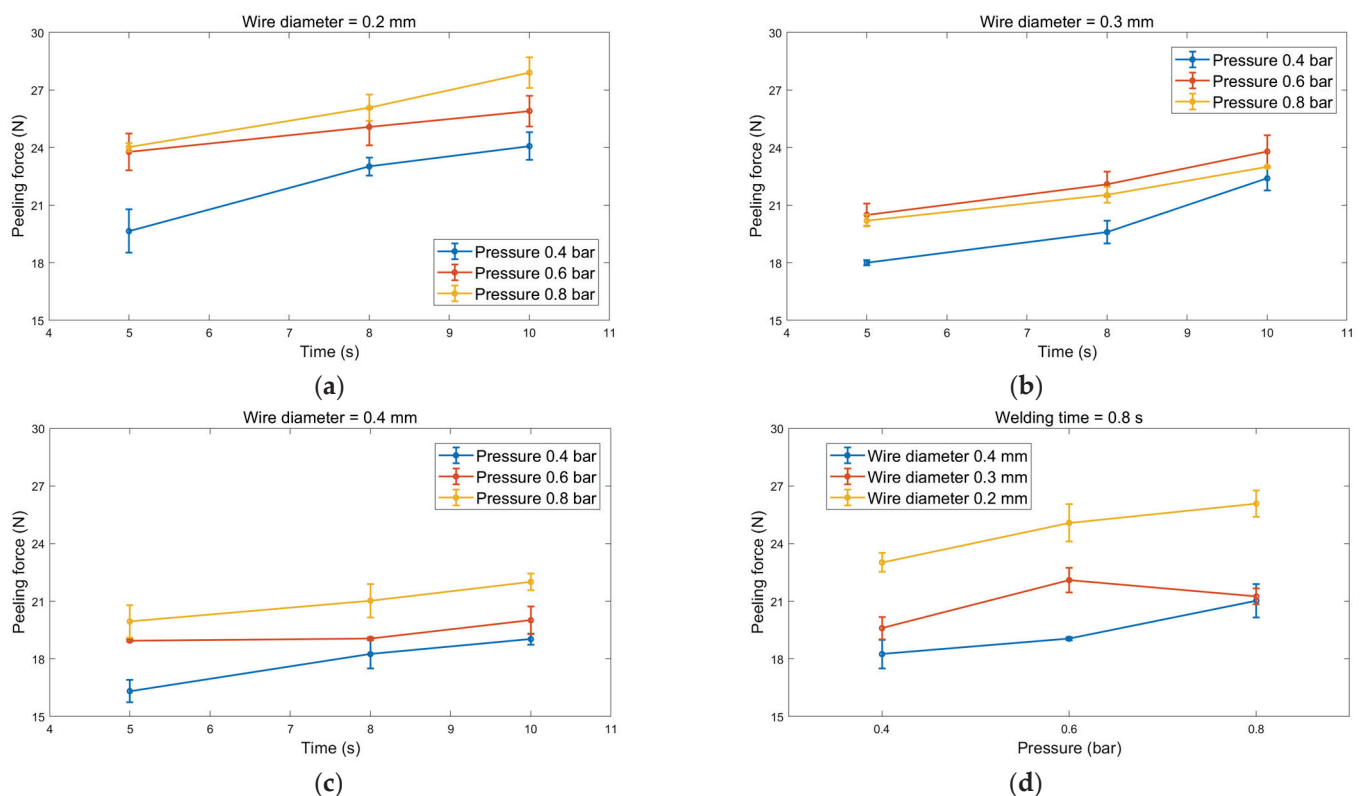 Wire diameter = 0.2 mm
30
27
24
21
18
15
Peeling force (N)
Pressure 0.4 bar
Pressure 0.6 bar
Pressure 0.8 bar
4 5 6 7 8 9 10 11
Time (s)
(a)
Wire diameter = 0.3 mm
30
27
24
21
18
15
Peeling force (N)
Pressure 0.4 bar
Pressure 0.6 bar
Pressure 0.8 bar
4 5 6 7 8 9 10 11
Time (s)
(b)
Wire diameter = 0.4 mm
30
27
24
21
18
15
Peeling force (N)
Pressure 0.4 bar
Pressure 0.6 bar
Pressure 0.8 bar
4 5 6 7 8 9 10 11
Time (s)
(c)
Welding time = 0.8 s
30
27
24
21
18
15
Peeling force (N)
Wire diameter 0.4 mm
Wire diameter 0.3 mm
Wire diameter 0.2 mm
0.4 0.6 0.8
Pressure (bar)
(d)